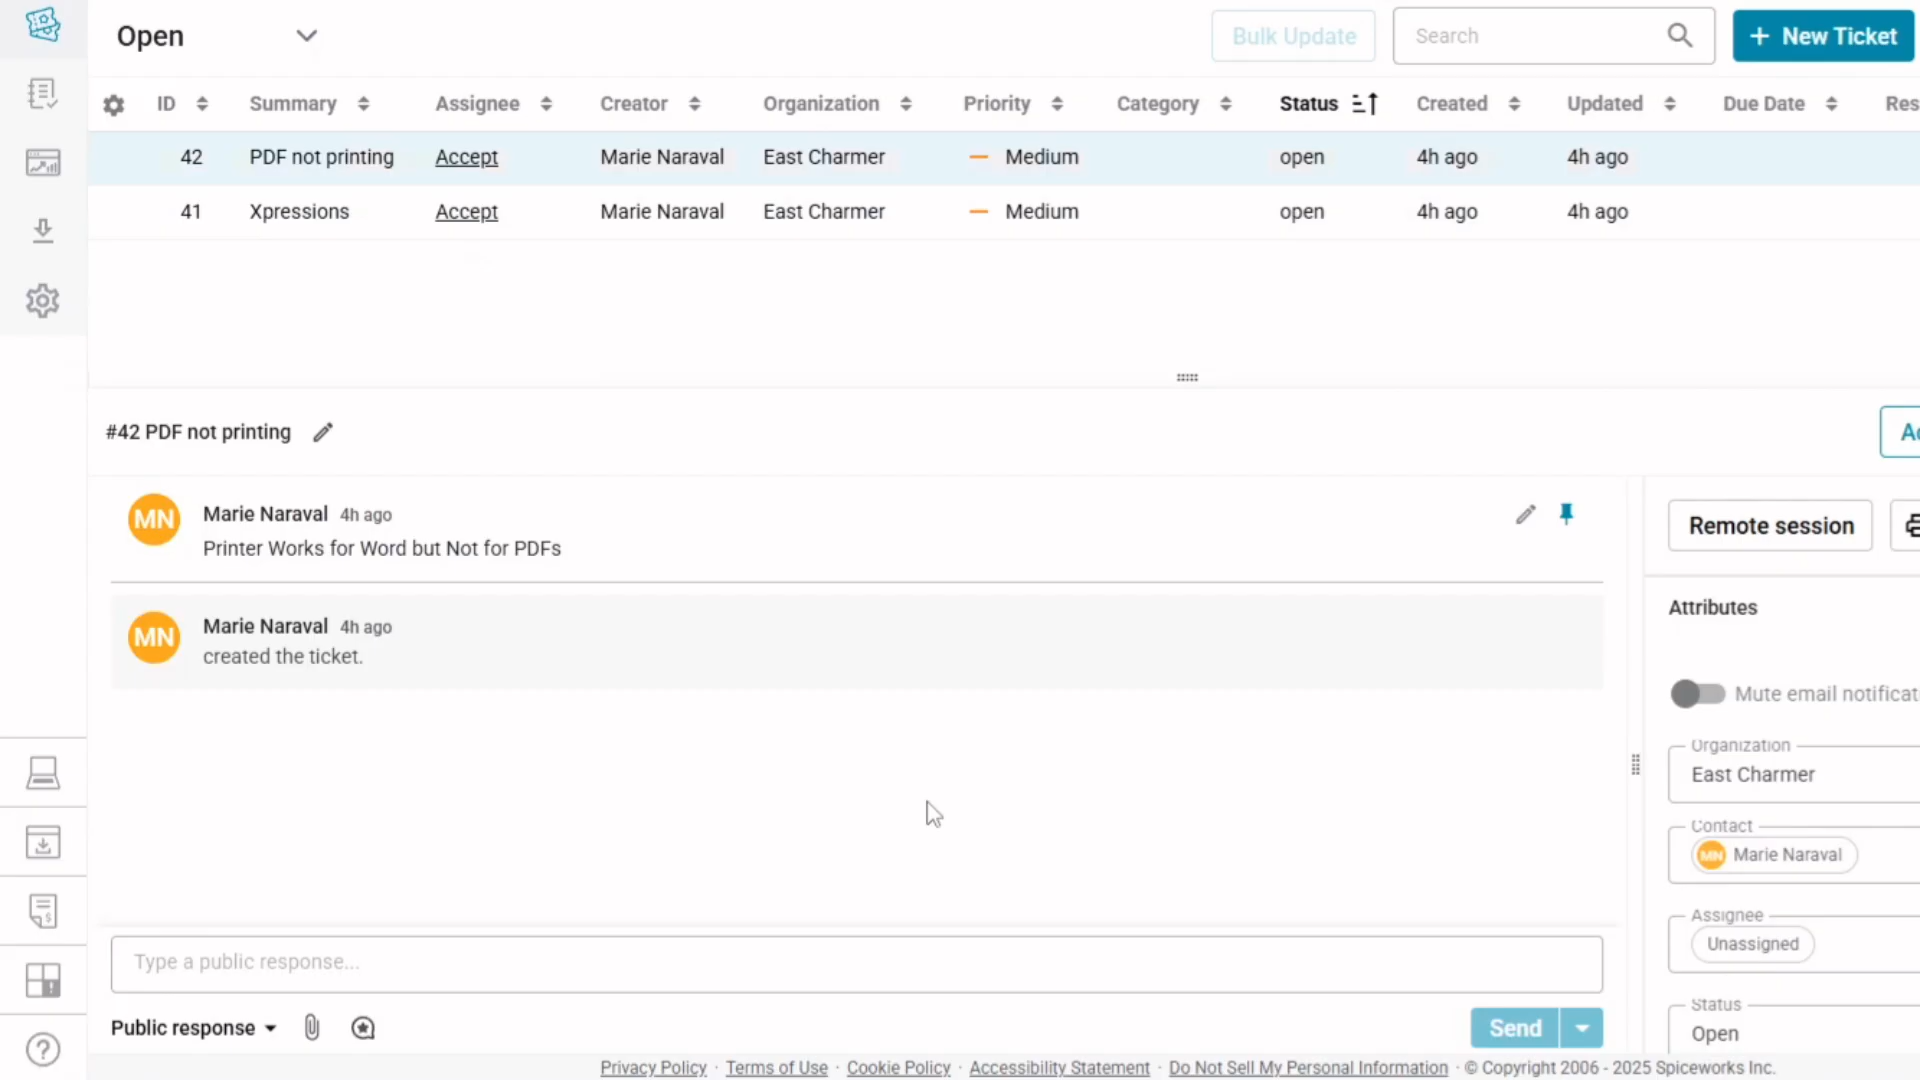 Open
Bulk Update
Search
+ New Ticket
ID Summary Assignee Creator Organization Priority Category Status Created Updated Due Date Res
42 PDF not printing Accept Marie Naraval East Charmer Medium open 4h ago 4h ago
41 Xpressions Accept Marie Naraval East Charmer Medium open 4h ago 4h ago
#42 PDF not printing
Ac
MN Marie Naraval 4h ago
Printer Works for Word but Not for PDFs
MN Marie Naraval 4h ago
created the ticket.
Type a public response...
Public response
Send
Remote session
Attributes
Mute email notificati
Organization
East Charmer
Contact
MN Marie Naraval
Assignee
Unassigned
Status
Open
Privacy Policy · Terms of Use · Cookie Policy · Accessibility Statement · Do Not Sell My Personal Information · © Copyright 2006 - 2025 Spiceworks Inc.